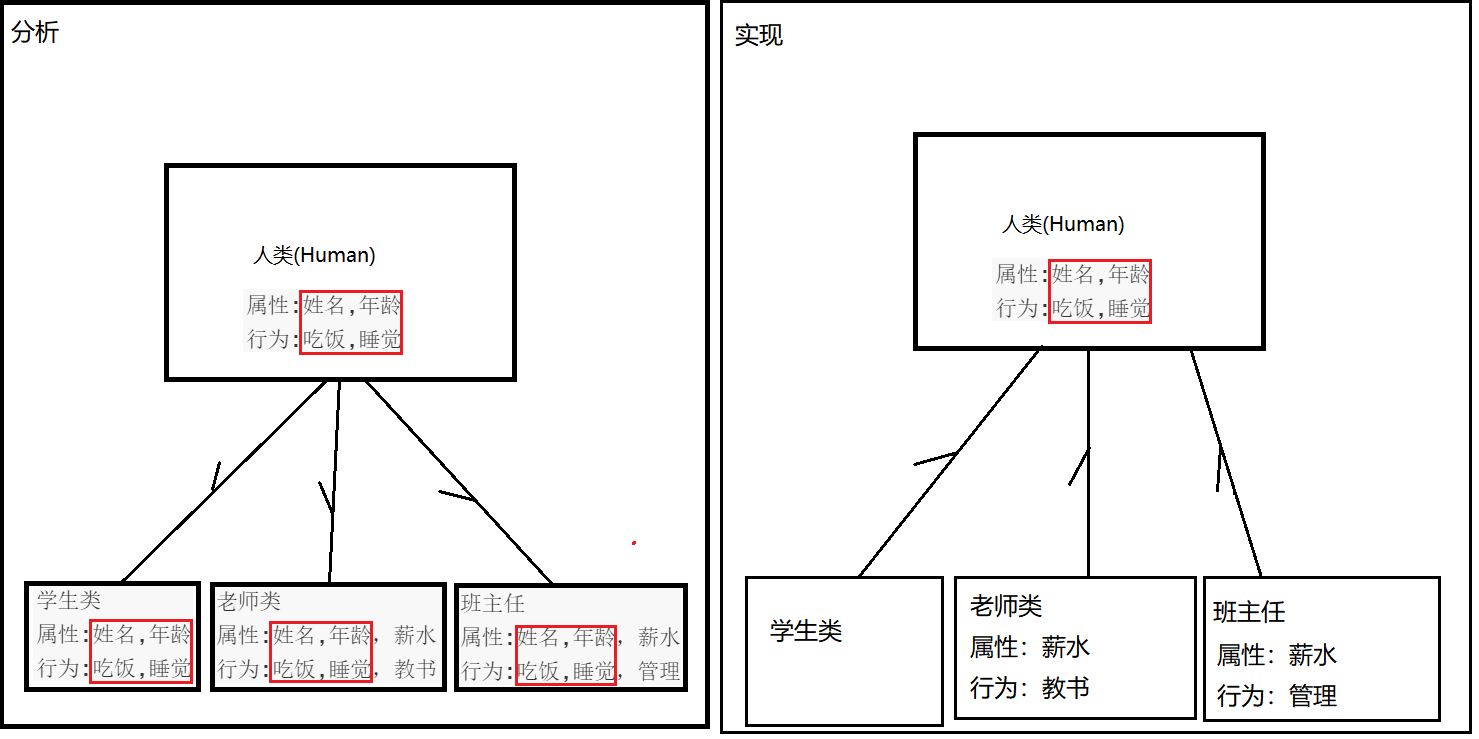 分析
人类(Human)
属性:姓名,年龄
行为:吃饭,睡觉
学生类
属性:姓名,年龄
行为:吃饭,睡觉
老师类
属性:姓名,年龄，薪水
行为:吃饭,睡觉，教书
班主任
属性:姓名,年龄，薪水
行为:吃饭,睡觉，管理
实现
人类(Human)
属性:姓名,年龄
行为:吃饭,睡觉
学生类
老师类
属性：薪水
行为：教书
班主任
属性：薪水
行为：管理